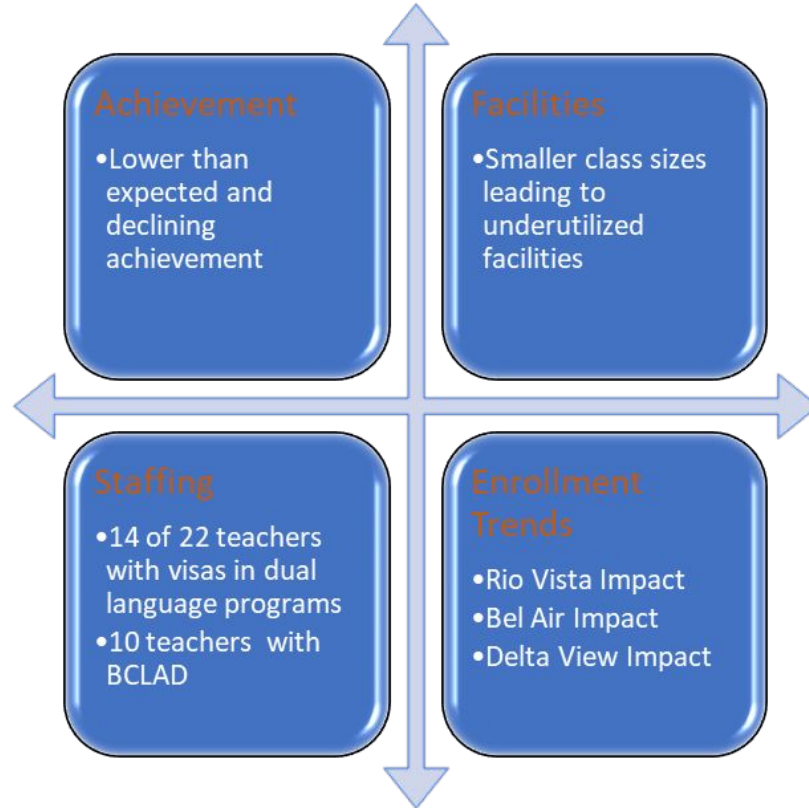 Achievement
•Lower than
expected and
declining
achievement
Facilities
•Smaller class sizes
leading to
underutilized
facilities
Staffing
•14 of 22 teachers
with visas in dual
language programs
•10 teachers with
BCLAD
Enrollment
Trends
•Rio Vista Impact
•Bel Air Impact
•Delta View Impact